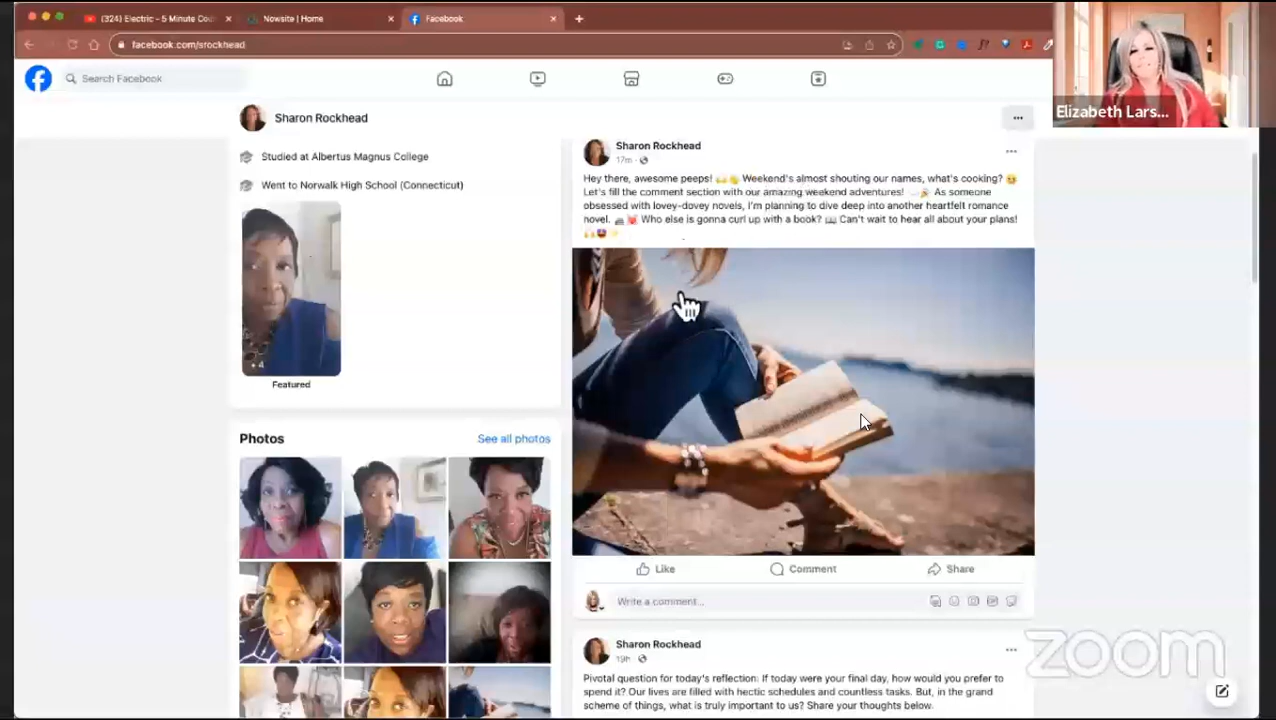 (324) Electric - 5 Minute Cou
Nowsite | Home
Facebook
facebook.com/srockhead
Search Facebook
Elizabeth Lars...
Sharon Rockhead
Studied at Albertus Magnus College
Went to Norwalk High School (Connecticut)
+4
Featured
Photos
See all photos
Sharon Rockhead
17m
Hey there, awesome peeps! 🙌👋 Weekend's almost shouting our names, what's cooking?
Let's fill the comment section with our amazing weekend adventures! As someone
obsessed with lovey-dovey novels, I'm planning to dive deep into another heartfelt romance
novel. Who else is gonna curl up with a book? 📖 Can't wait to hear all about your plans!
Like
Comment
Share
Write a comment...
Sharon Rockhead
19h
Pivotal question for today's reflection: If today were your final day, how would you prefer to
spend it? Our lives are filled with hectic schedules and countless tasks. But, in the grand
scheme of things, what is truly important to us? Share your thoughts below.
zoom